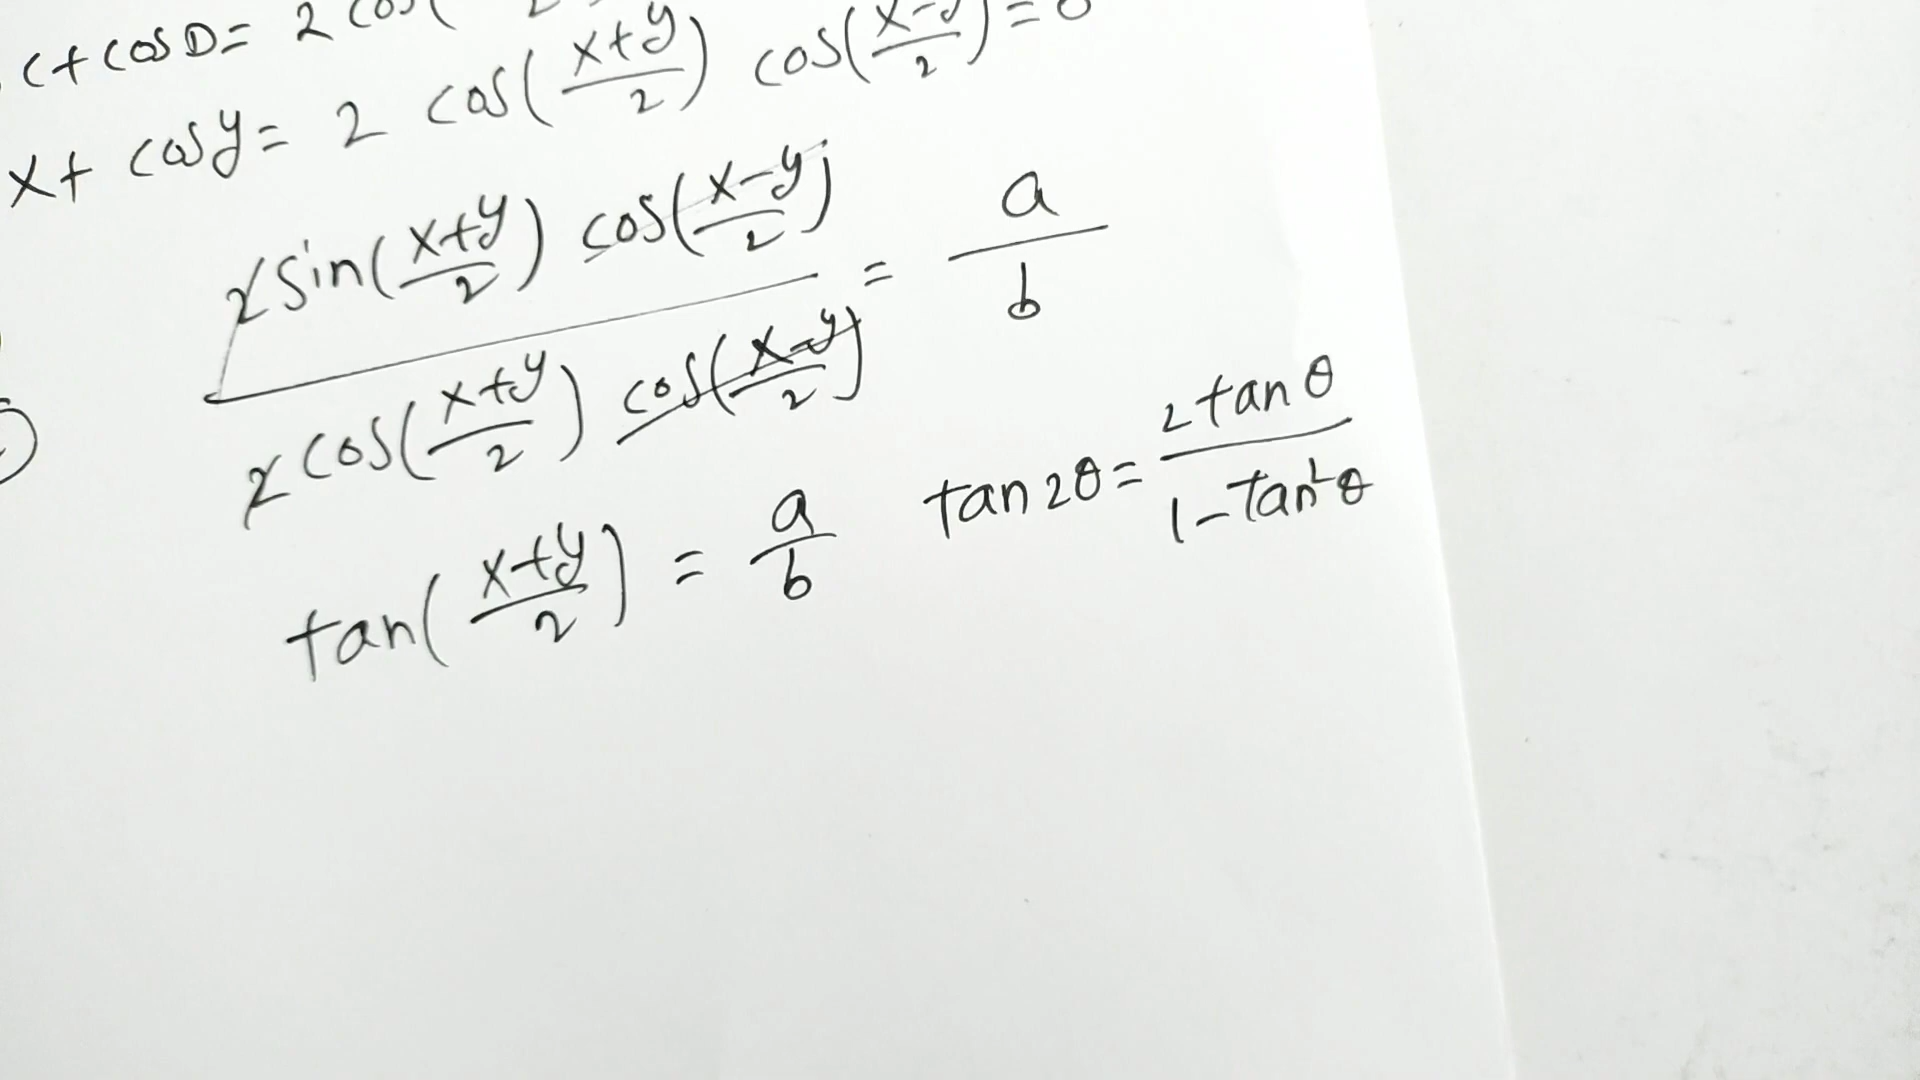 c + cos D = 2 cos(
x + cos y = 2 cos((x+y)/2) cos((x-y)/2) =
2 sin((x+y)/2) cos((x-y)/2) / 2 cos((x+y)/2) cos((x-y)/2) = a/b
tan((x+y)/2) = a/b
tan 2θ = 2 tan θ / 1 - tan²θ